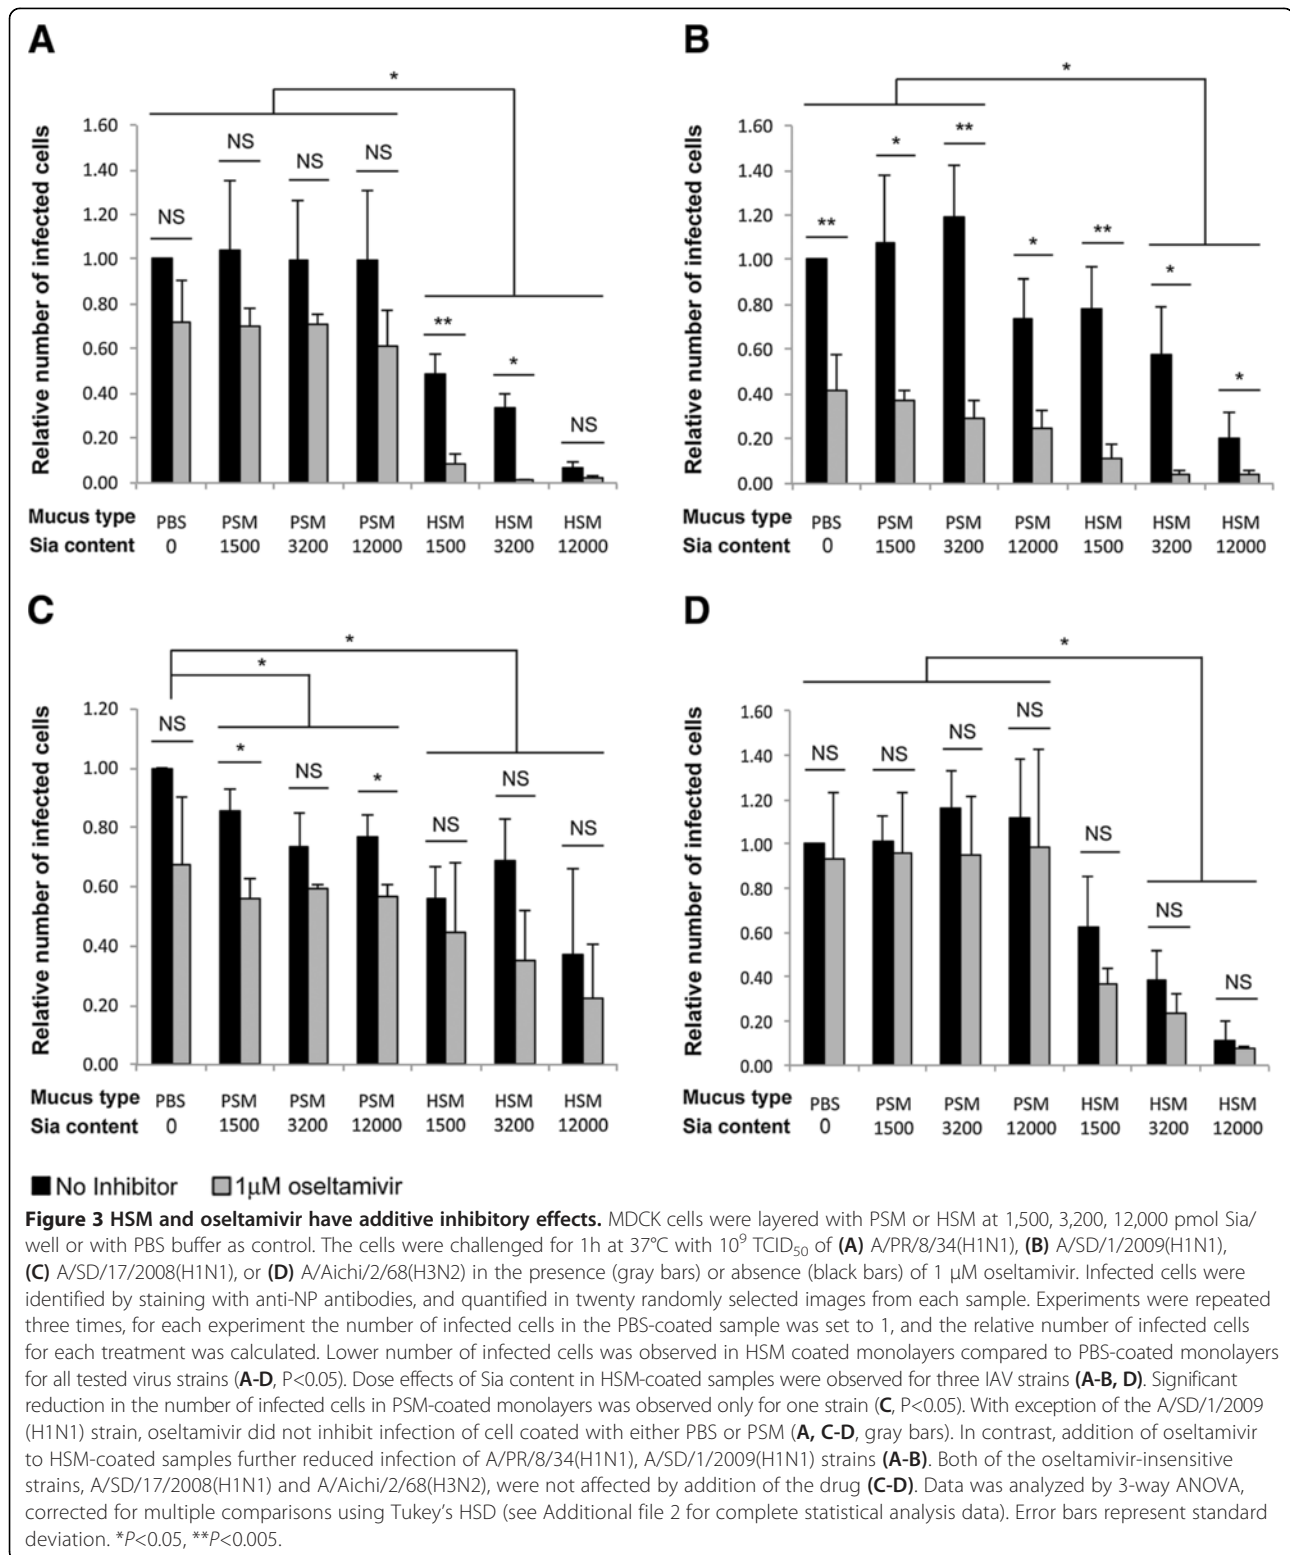 A
*
Relative number of infected cells
1.60
1.40
1.20
1.00
0.80
0.60
0.40
0.20
0.00
NS
NS
NS
NS
**
*
NS
Mucus type PBS PSM PSM PSM HSM HSM HSM
Sia content 0 1500 3200 12000 1500 3200 12000
B
*
Relative number of infected cells
1.60
1.40
1.20
1.00
0.80
0.60
0.40
0.20
0.00
**
*
**
*
**
*
*
Mucus type PBS PSM PSM PSM HSM HSM HSM
Sia content 0 1500 3200 12000 1500 3200 12000
C
*
*
Relative number of infected cells
1.20
1.00
0.80
0.60
0.40
0.20
0.00
NS
*
NS
*
NS
NS
NS
Mucus type PBS PSM PSM PSM HSM HSM HSM
Sia content 0 1500 3200 12000 1500 3200 12000
D
*
Relative number of infected cells
1.60
1.40
1.20
1.00
0.80
0.60
0.40
0.20
0.00
NS
NS
NS
NS
NS
NS
NS
Mucus type PBS PSM PSM PSM HSM HSM HSM
Sia content 0 1500 3200 12000 1500 3200 12000
No Inhibitor 1µM oseltamivir
Figure 3 HSM and oseltamivir have additive inhibitory effects. MDCK cells were layered with PSM or HSM at 1,500, 3,200, 12,000 pmol Sia/
well or with PBS buffer as control. The cells were challenged for 1h at 37°C with 10⁹ TCID₅₀ of (A) A/PR/8/34(H1N1), (B) A/SD/1/2009(H1N1),
(C) A/SD/17/2008(H1N1), or (D) A/Aichi/2/68(H3N2) in the presence (gray bars) or absence (black bars) of 1 µM oseltamivir. Infected cells were
identified by staining with anti-NP antibodies, and quantified in twenty randomly selected images from each sample. Experiments were repeated
three times, for each experiment the number of infected cells in the PBS-coated sample was set to 1, and the relative number of infected cells
for each treatment was calculated. Lower number of infected cells was observed in HSM coated monolayers compared to PBS-coated monolayers
for all tested virus strains (A-D, P<0.05). Dose effects of Sia content in HSM-coated samples were observed for three IAV strains (A-B, D). Significant
reduction in the number of infected cells in PSM-coated monolayers was observed only for one strain (C, P<0.05). With exception of the A/SD/1/2009
(H1N1) strain, oseltamivir did not inhibit infection of cell coated with either PBS or PSM (A, C-D, gray bars). In contrast, addition of oseltamivir
to HSM-coated samples further reduced infection of A/PR/8/34(H1N1), A/SD/1/2009(H1N1) strains (A-B). Both of the oseltamivir-insensitive
strains, A/SD/17/2008(H1N1) and A/Aichi/2/68(H3N2), were not affected by addition of the drug (C-D). Data was analyzed by 3-way ANOVA,
corrected for multiple comparisons using Tukey's HSD (see Additional file 2 for complete statistical analysis data). Error bars represent standard
deviation. *P<0.05, **P<0.005.